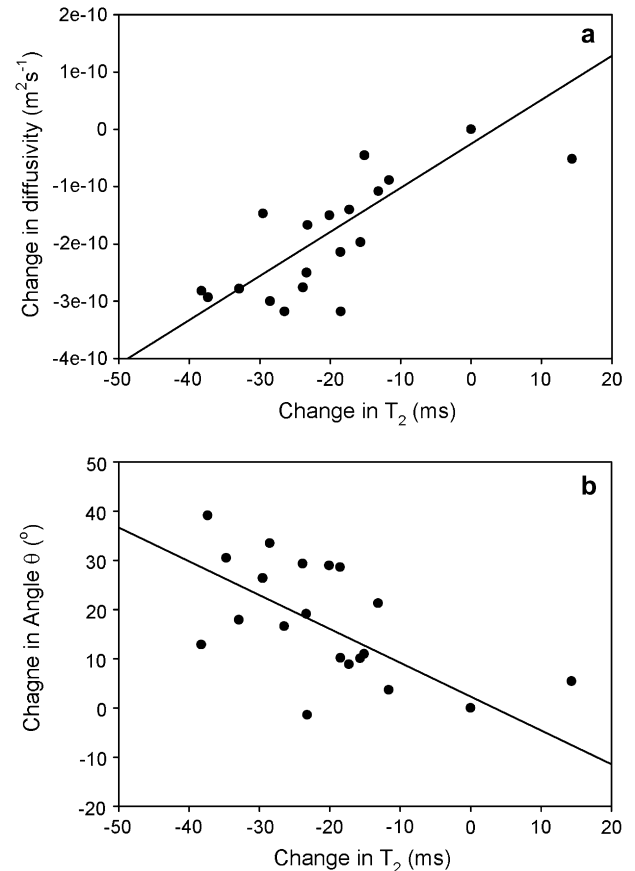 a
Change in diffusivity (m²s⁻¹)
2e-10
1e-10
0
-1e-10
-2e-10
-3e-10
-4e-10
-50 -40 -30 -20 -10 0 10 20
Change in T₂ (ms)
b
Chagne in Angle θ (°)
50
40
30
20
10
0
-10
-20
-50 -40 -30 -20 -10 0 10 20
Change in T₂ (ms)